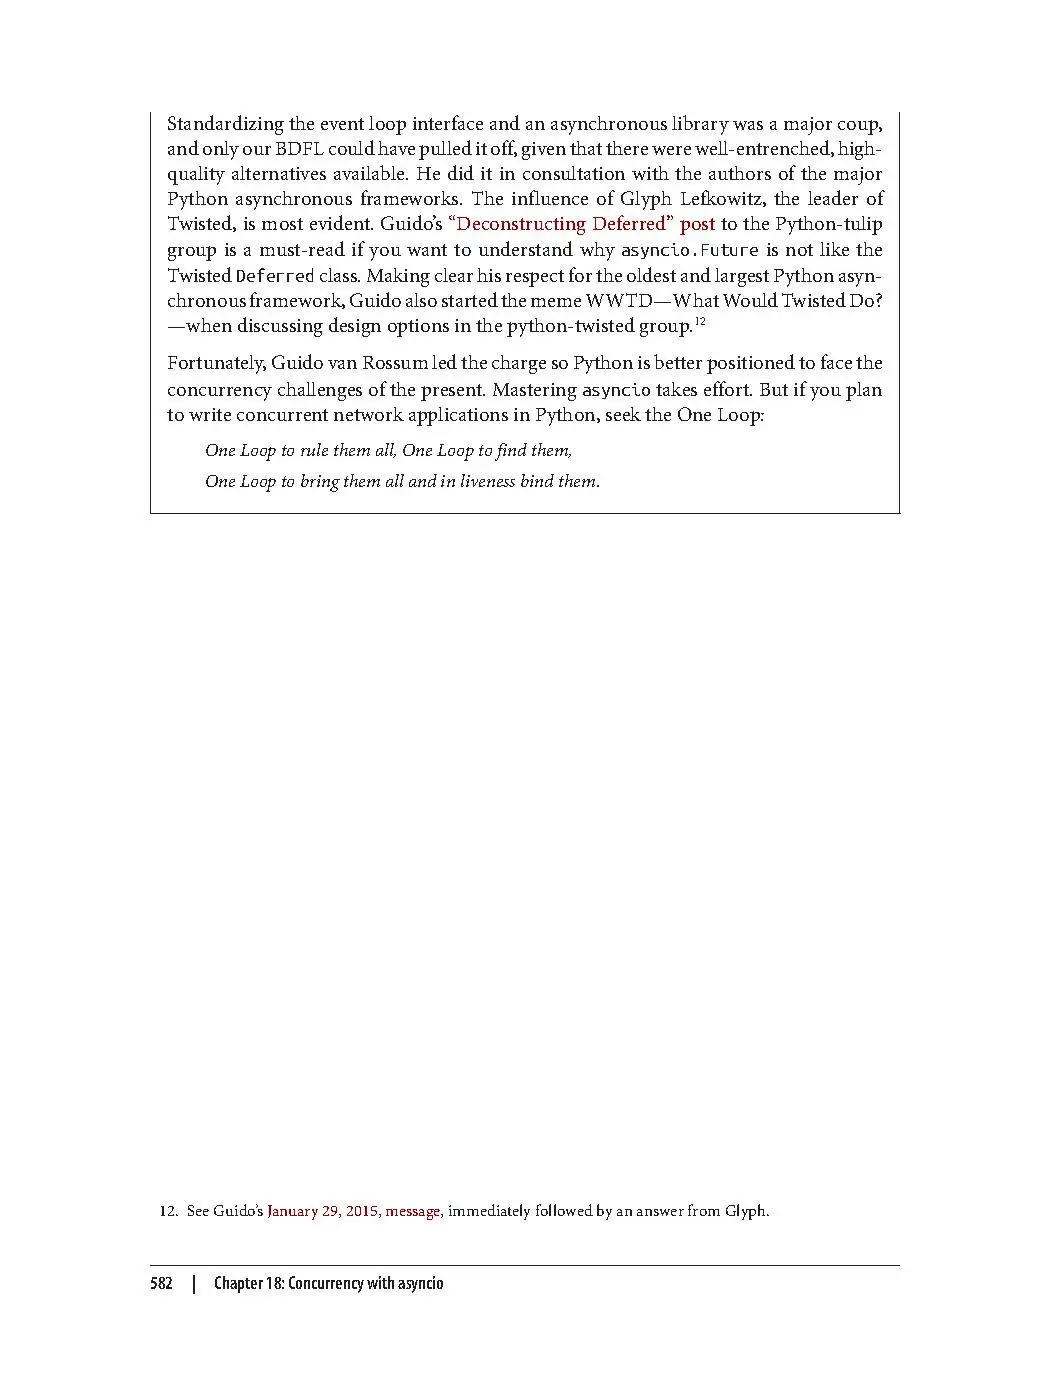 Standardizing the event loop interface and an asynchronous library was a major coup,
and only our BDFL could have pulled it off, given that there were well-entrenched, high-
quality alternatives available. He did it in consultation with the authors of the major
Python asynchronous frameworks. The influence of Glyph Lefkowitz, the leader of
Twisted, is most evident. Guido’s “Deconstructing Deferred” post to the Python-tulip
group is a must-read if you want to understand why asyncio.Future is not like the
Twisted Deferred class. Making clear his respect for the oldest and largest Python asyn-
chronous framework, Guido also started the meme WWTD—What Would Twisted Do?
—when discussing design options in the python-twisted group.12
Fortunately, Guido van Rossum led the charge so Python is better positioned to face the
concurrency challenges of the present. Mastering asyncio takes effort. But if you plan
to write concurrent network applications in Python, seek the One Loop:
One Loop to rule them all, One Loop to find them,
One Loop to bring them all and in liveness bind them.
12. See Guido’s January 29, 2015, message, immediately followed by an answer from Glyph.
582 | Chapter 18: Concurrency with asyncio